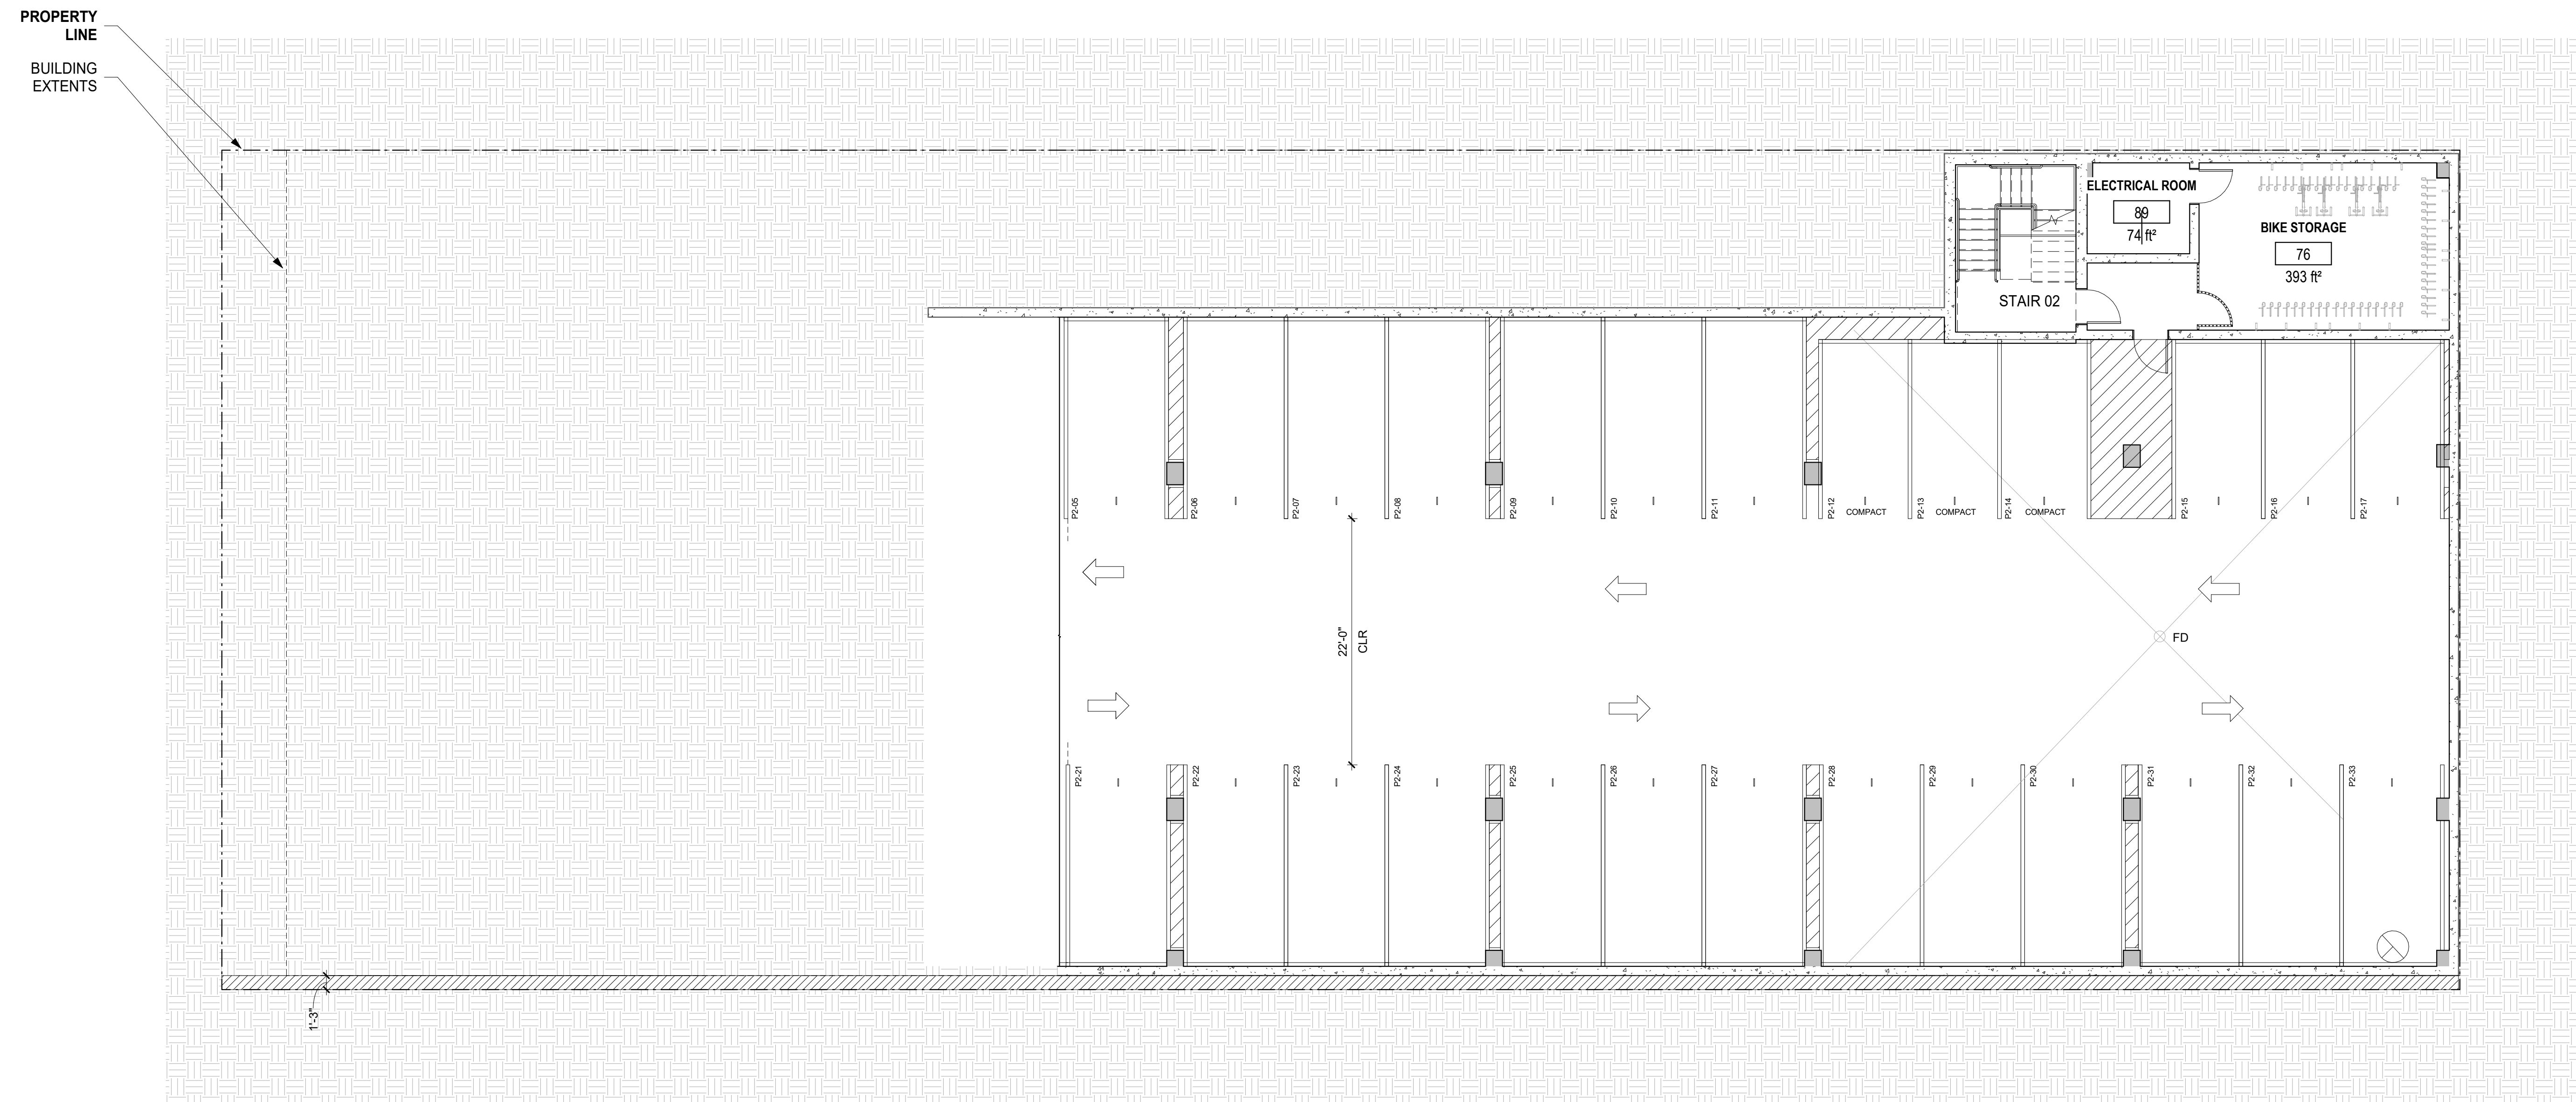 PROPERTY
LINE
BUILDING
EXTENTS
ELECTRICAL ROOM
89
74 ft²
BIKE STORAGE
76
393 ft²
STAIR 02
P2-05
P2-06
P2-07
P2-08
P2-09
P2-10
P2-11
P2-12
COMPACT
P2-13
COMPACT
P2-14
COMPACT
P2-15
P2-16
P2-17
22'-0"
CLR
FD
P2-21
P2-22
P2-23
P2-24
P2-25
P2-26
P2-27
P2-28
P2-29
P2-30
P2-31
P2-32
P2-33
1'-3"